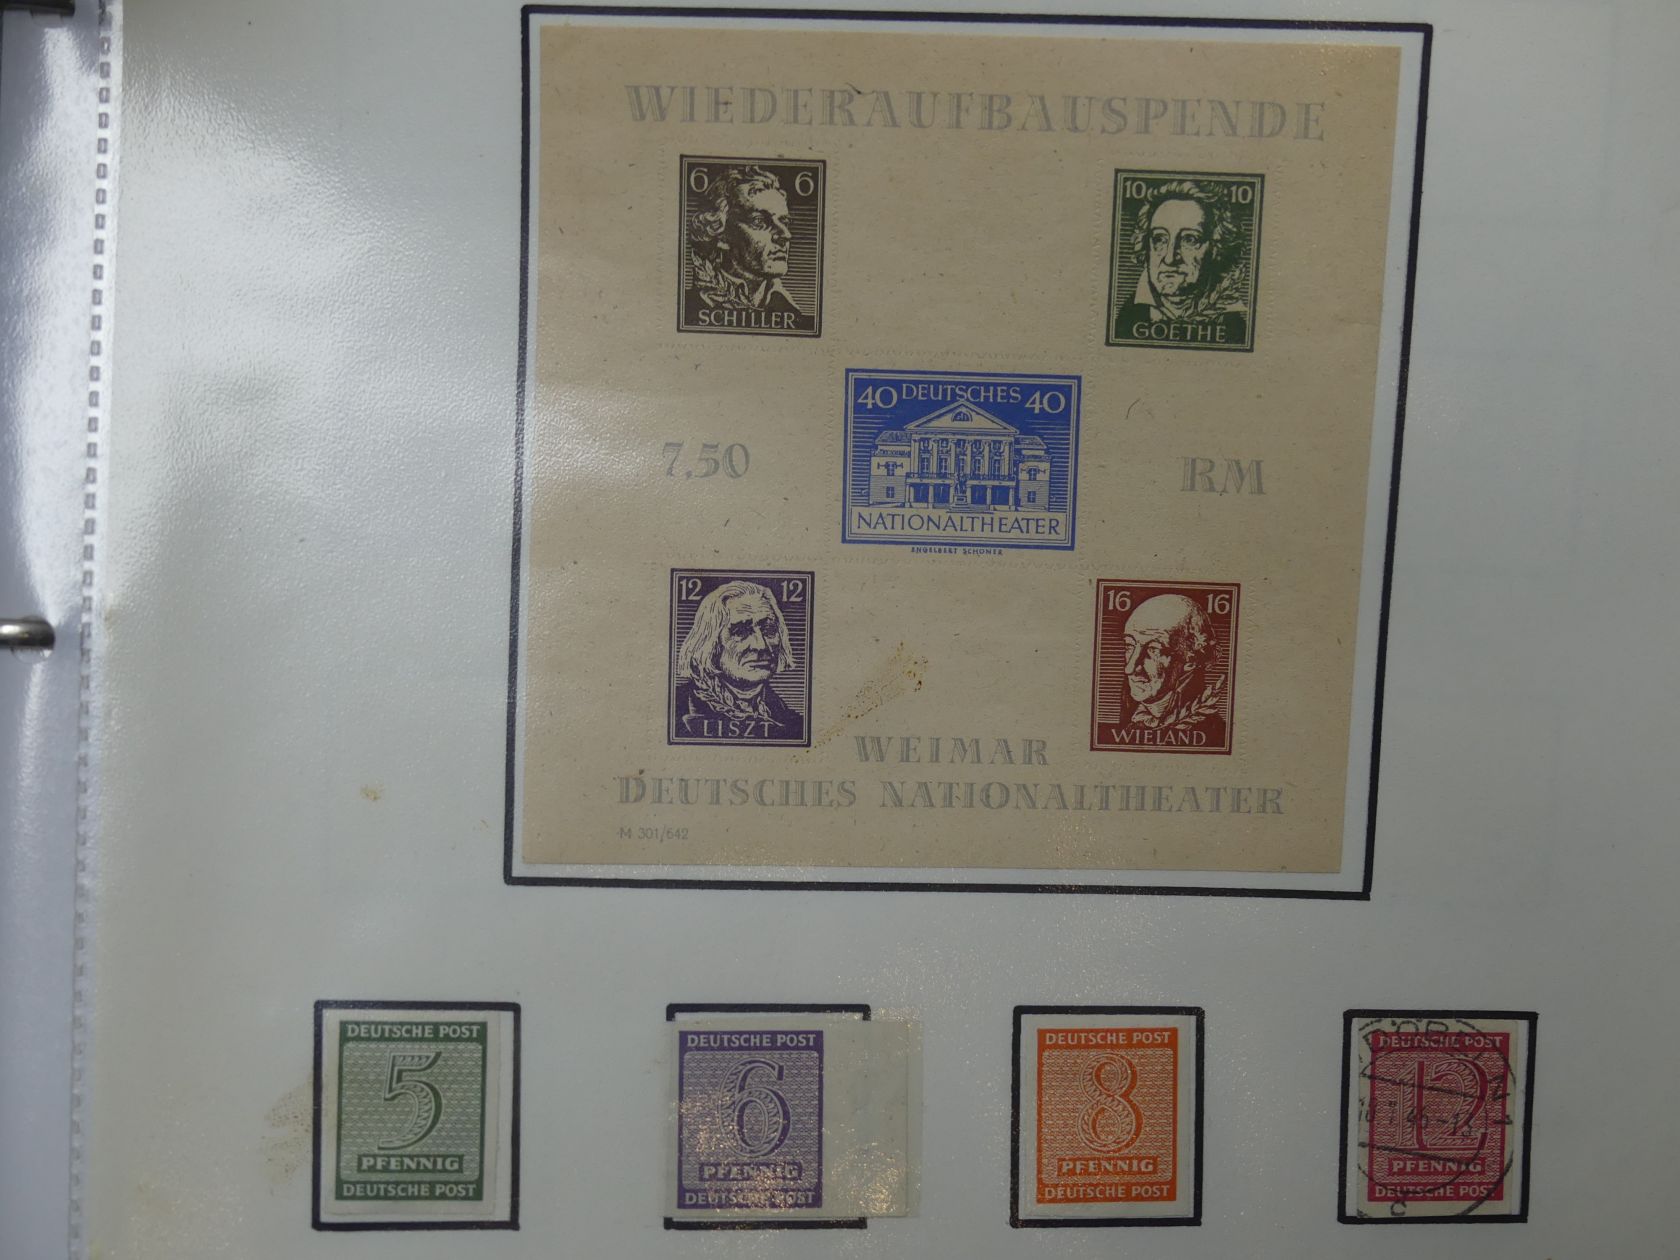 WIEDERAUFBAUSPENDE
6 6
SCHILLER
10 10
GOETHE
40 DEUTSCHES 40
NATIONALTHEATER
ENGELBERT SCHONER
7,50
RM
12 12
LISZT
16 16
WIELAND
WEIMAR
DEUTSCHES NATIONALTHEATER
M 301/642
DEUTSCHE POST
5
PFENNIG
DEUTSCHE POST
DEUTSCHE POST
6
PFENNIG
DEUTSCHE POST
DEUTSCHE POST
8
PFENNIG
DEUTSCHE POST
DEUTSCHE POST
12
PFENNIG
DEUTSCHE POST